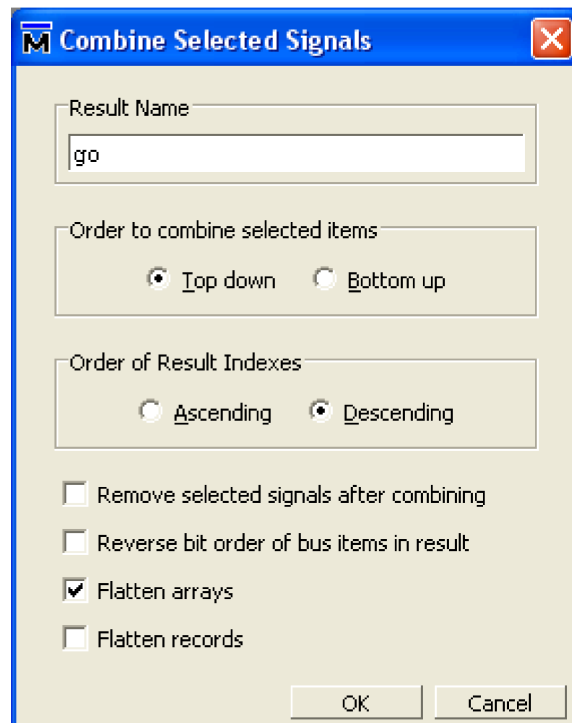 M Combine Selected Signals
Result Name
go
Order to combine selected items
Top down Bottom up
Order of Result Indexes
Ascending Descending
Remove selected signals after combining
Reverse bit order of bus items in result
Flatten arrays
Flatten records
OK Cancel